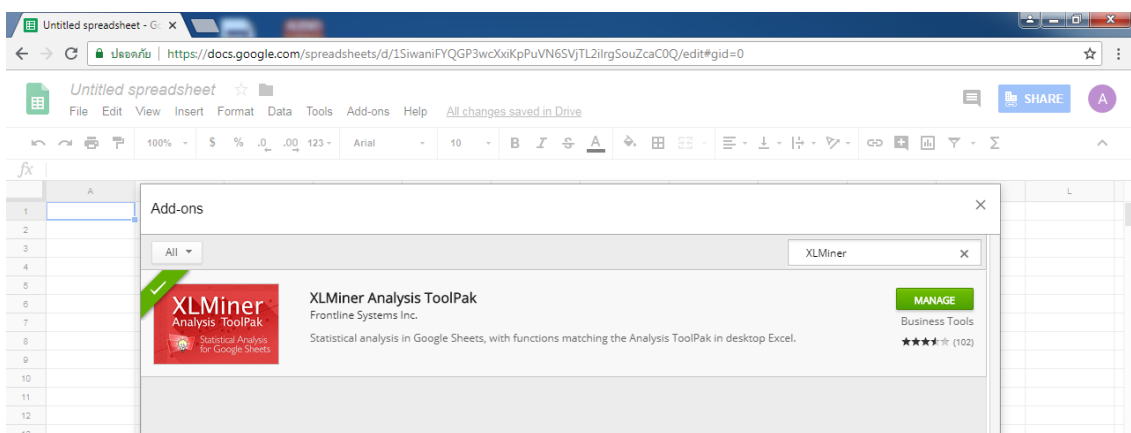 Untitled spreadsheet - Go
ปลอดภัย | https://docs.google.com/spreadsheets/d/1SiwaniFYQGP3wcXxiKpPuVN6SVjTL2iIrgSouZcaC0Q/edit#gid=0
Untitled spreadsheet
File Edit View Insert Format Data Tools Add-ons Help All changes saved in Drive
SHARE
A
100% $ % .0 .00 123 Arial 10 B I S A Σ
fx
A L
1
2
3
4
5
6
7
8
9
10
11
12
Add-ons
All
XLMiner
XLMiner
Analysis ToolPak
Statistical Analysis
for Google Sheets
XLMiner Analysis ToolPak
Frontline Systems Inc.
Statistical analysis in Google Sheets, with functions matching the Analysis ToolPak in desktop Excel.
MANAGE
Business Tools
(102)